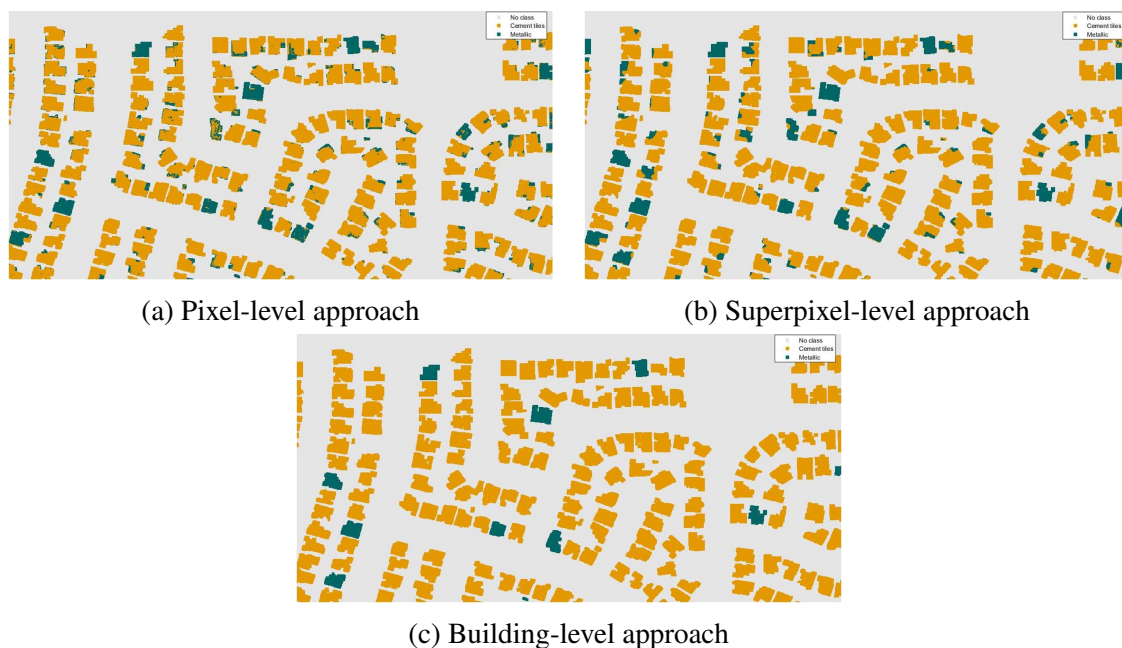 No class
Cement tiles
Metallic
No class
Cement tiles
Metallic
(a) Pixel-level approach
(b) Superpixel-level approach
No class
Cement tiles
Metallic
(c) Building-level approach